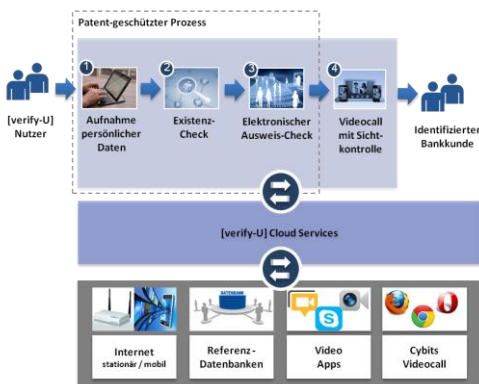 Patent-geschützter Prozess
1
2
3
4
[verify-U]
Nutzer
Aufnahme
persönlicher
Daten
Existenz-
Check
Elektronischer
Ausweis-Check
Videocall
mit Sicht-
kontrolle
Identifizierter
Bankkunde
[verify-U] Cloud Services
DATENBANK
Internet
stationär / mobil
Referenz-
Datenbanken
Video
Apps
Cybits
Videocall